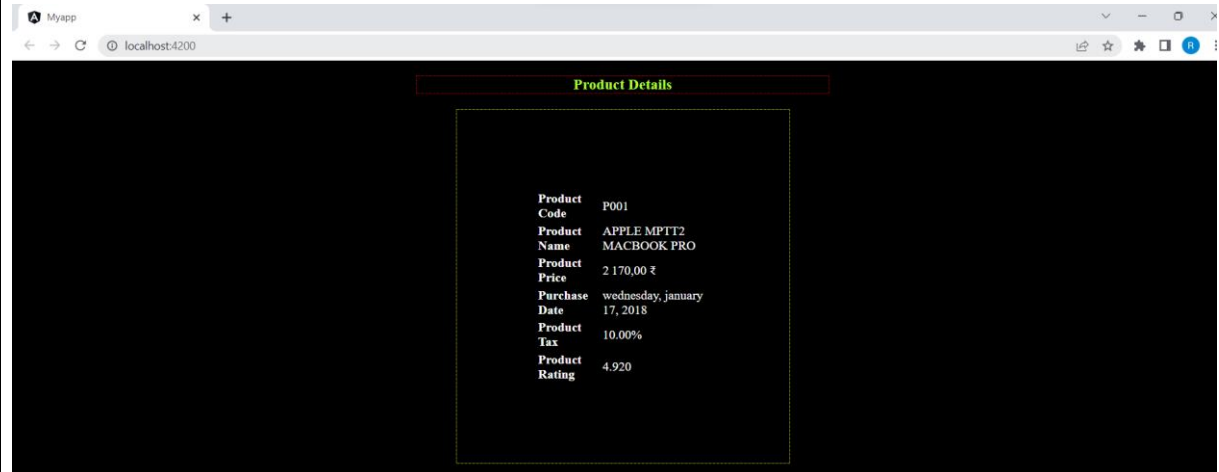 Myapp
localhost:4200
R
Product Details
Product
Code
P001
Product
Name
APPLE MPTT2
MACBOOK PRO
Product
Price
2 170,00 ₹
Purchase
Date
wednesday, january
17, 2018
Product
Tax
10.00%
Product
Rating
4.920